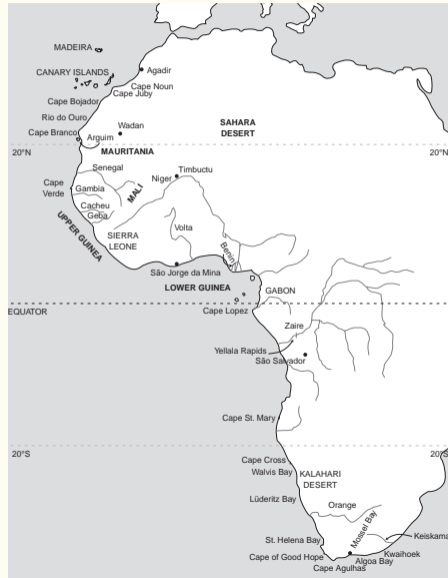 MADEIRA
CANARY ISLANDS
Agadir
Cape Noun
Cape Juby
Cape Bojador
Rio do Ouro
Cape Branco
Wadan
Arguim
SAHARA
DESERT
MAURITANIA
20°N
20°N
Senegal
Timbuctu
Niger
Cape
Verde
Gambia
MALI
Cacheu
Geba
UPPER GUINEA
SIERRA
LEONE
Volta
Benin
São Jorge da Mina
LOWER GUINEA
GABON
EQUATOR
Cape Lopez
Zaire
Yellala Rapids
São Salvador
Cape St. Mary
20°S
20°S
Cape Cross
Walvis Bay
KALAHARI
DESERT
Lüderitz Bay
Orange
Mossel Bay
St. Helena Bay
Keiskama
Cape of Good Hope
Kwaihoek
Algoa Bay
Cape Agulhas